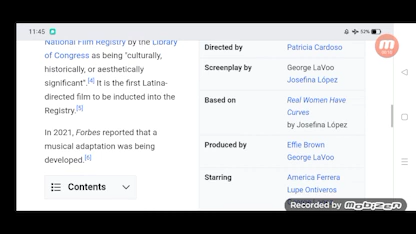 11:45
52%
National Film Registry by the Library
of Congress as being "culturally,
historically, or aesthetically
significant".[4] It is the first Latina-
directed film to be inducted into the
Registry.[5]
In 2021, Forbes reported that a
musical adaptation was being
developed.[6]
Contents
Directed by Patricia Cardoso
Screenplay by George LaVoo
Josefina López
Based on Real Women Have
Curves
by Josefina López
Produced by Effie Brown
George LaVoo
Starring America Ferrera
Lupe Ontiveros
Recorded by Mobizen